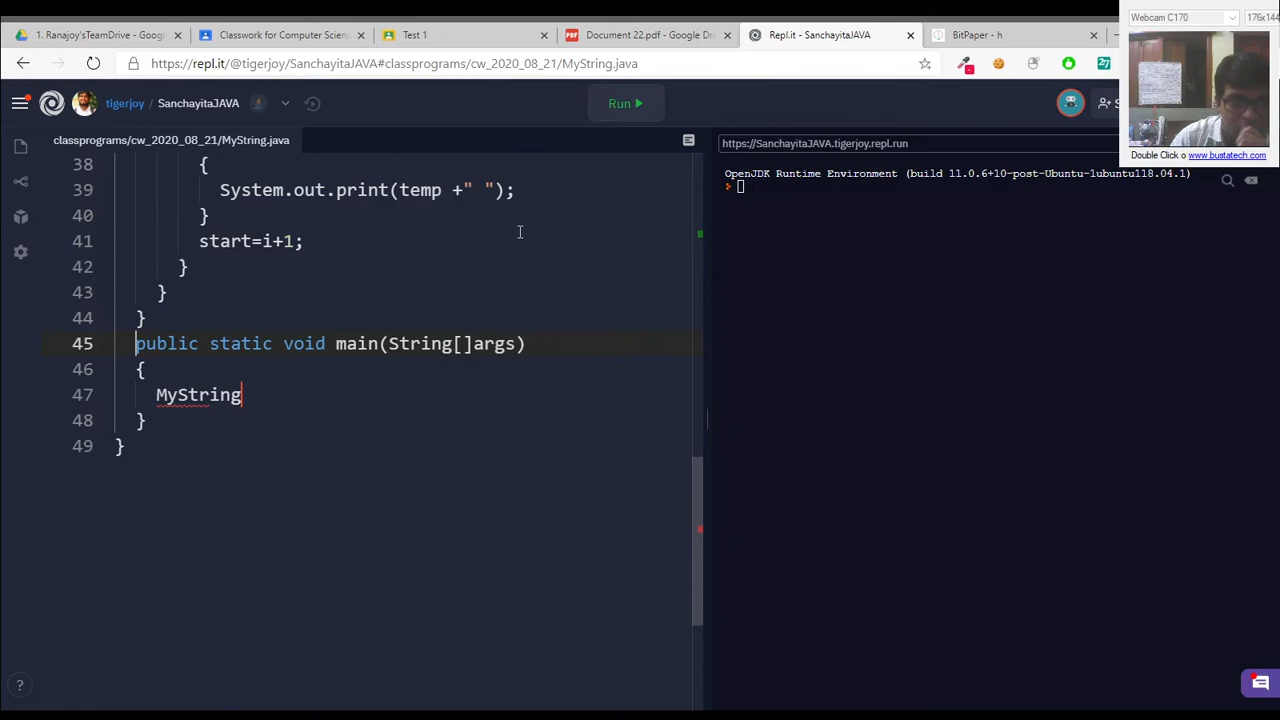 Webcam C170
176x144
1. Ranajoy'sTeamDrive - Goog
Classwork for Computer Scienc
Test 1
Document 22.pdf - Google Dr
Repl.it - SanchayitaJAVA
BitPaper - h
https://repl.it/@tigerjoy/SanchayitaJAVA#classprograms/cw_2020_08_21/MyString.java
27
tigerjoy / SanchayitaJAVA
Run
S
Double Click o www.bustatech.com
classprograms/cw_2020_08_21/MyString.java
https://SanchayitaJAVA.tigerjoy.repl.run
OpenJDK Runtime Environment (build 11.0.6+10-post-Ubuntu-1ubuntu118.04.1)
38 {
39 System.out.print(temp +" ");
40 }
41 start=i+1;
42 }
43 }
44 }
45 public static void main(String[]args)
46 {
47 MyString
48 }
49 }
?